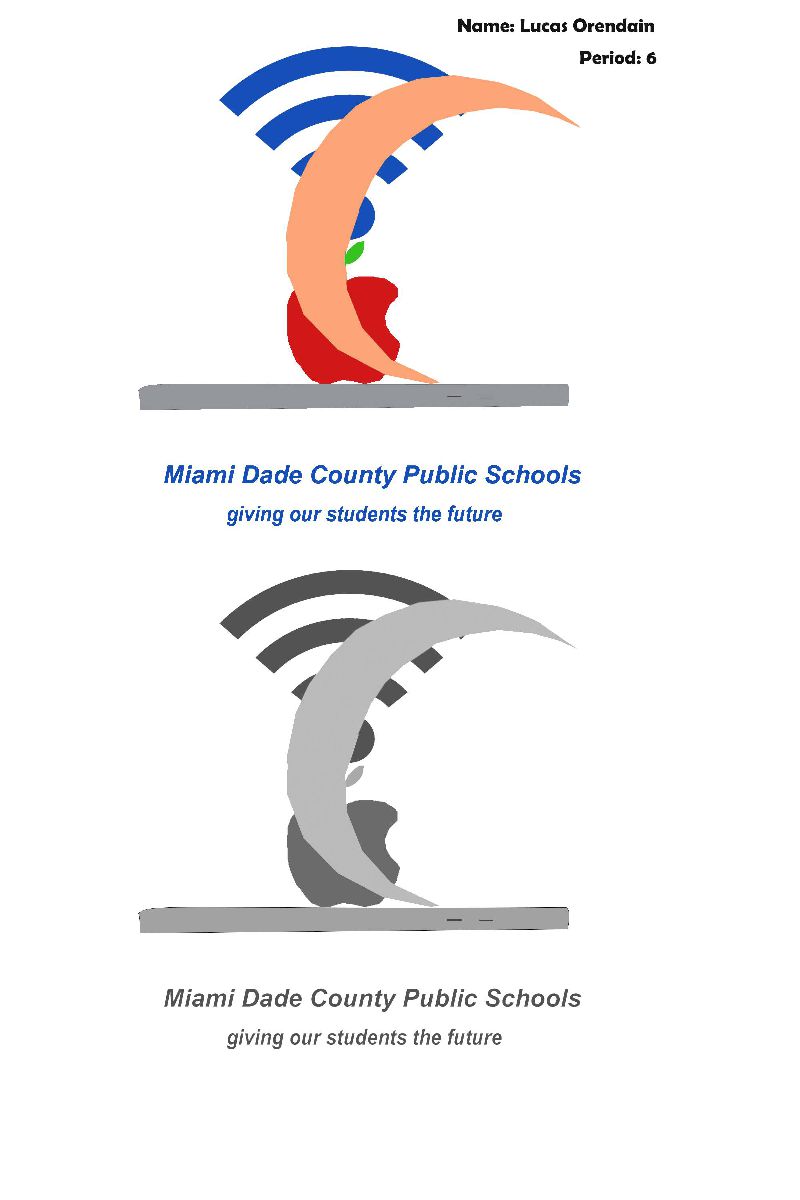 Name: Lucas Orendain
Period: 6
Miami Dade County Public Schools
giving our students the future
Miami Dade County Public Schools
giving our students the future